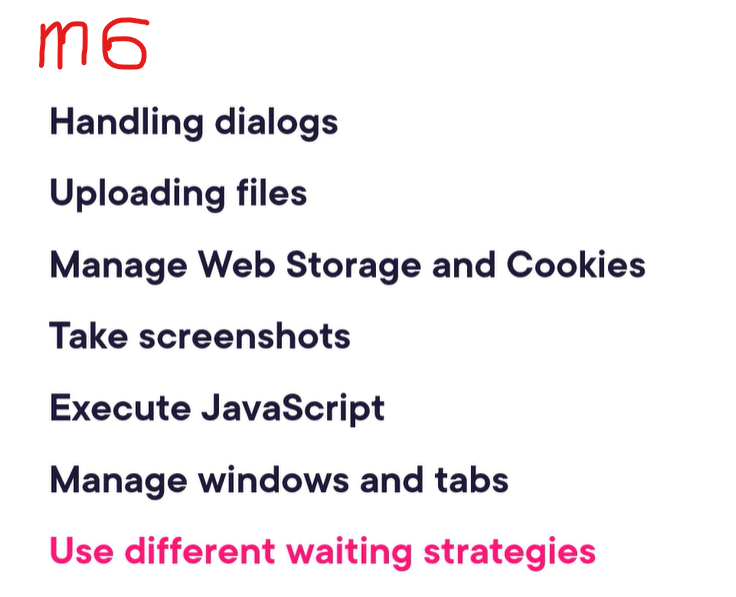 m6
Handling dialogs
Uploading files
Manage Web Storage and Cookies
Take screenshots
Execute JavaScript
Manage windows and tabs
Use different waiting strategies